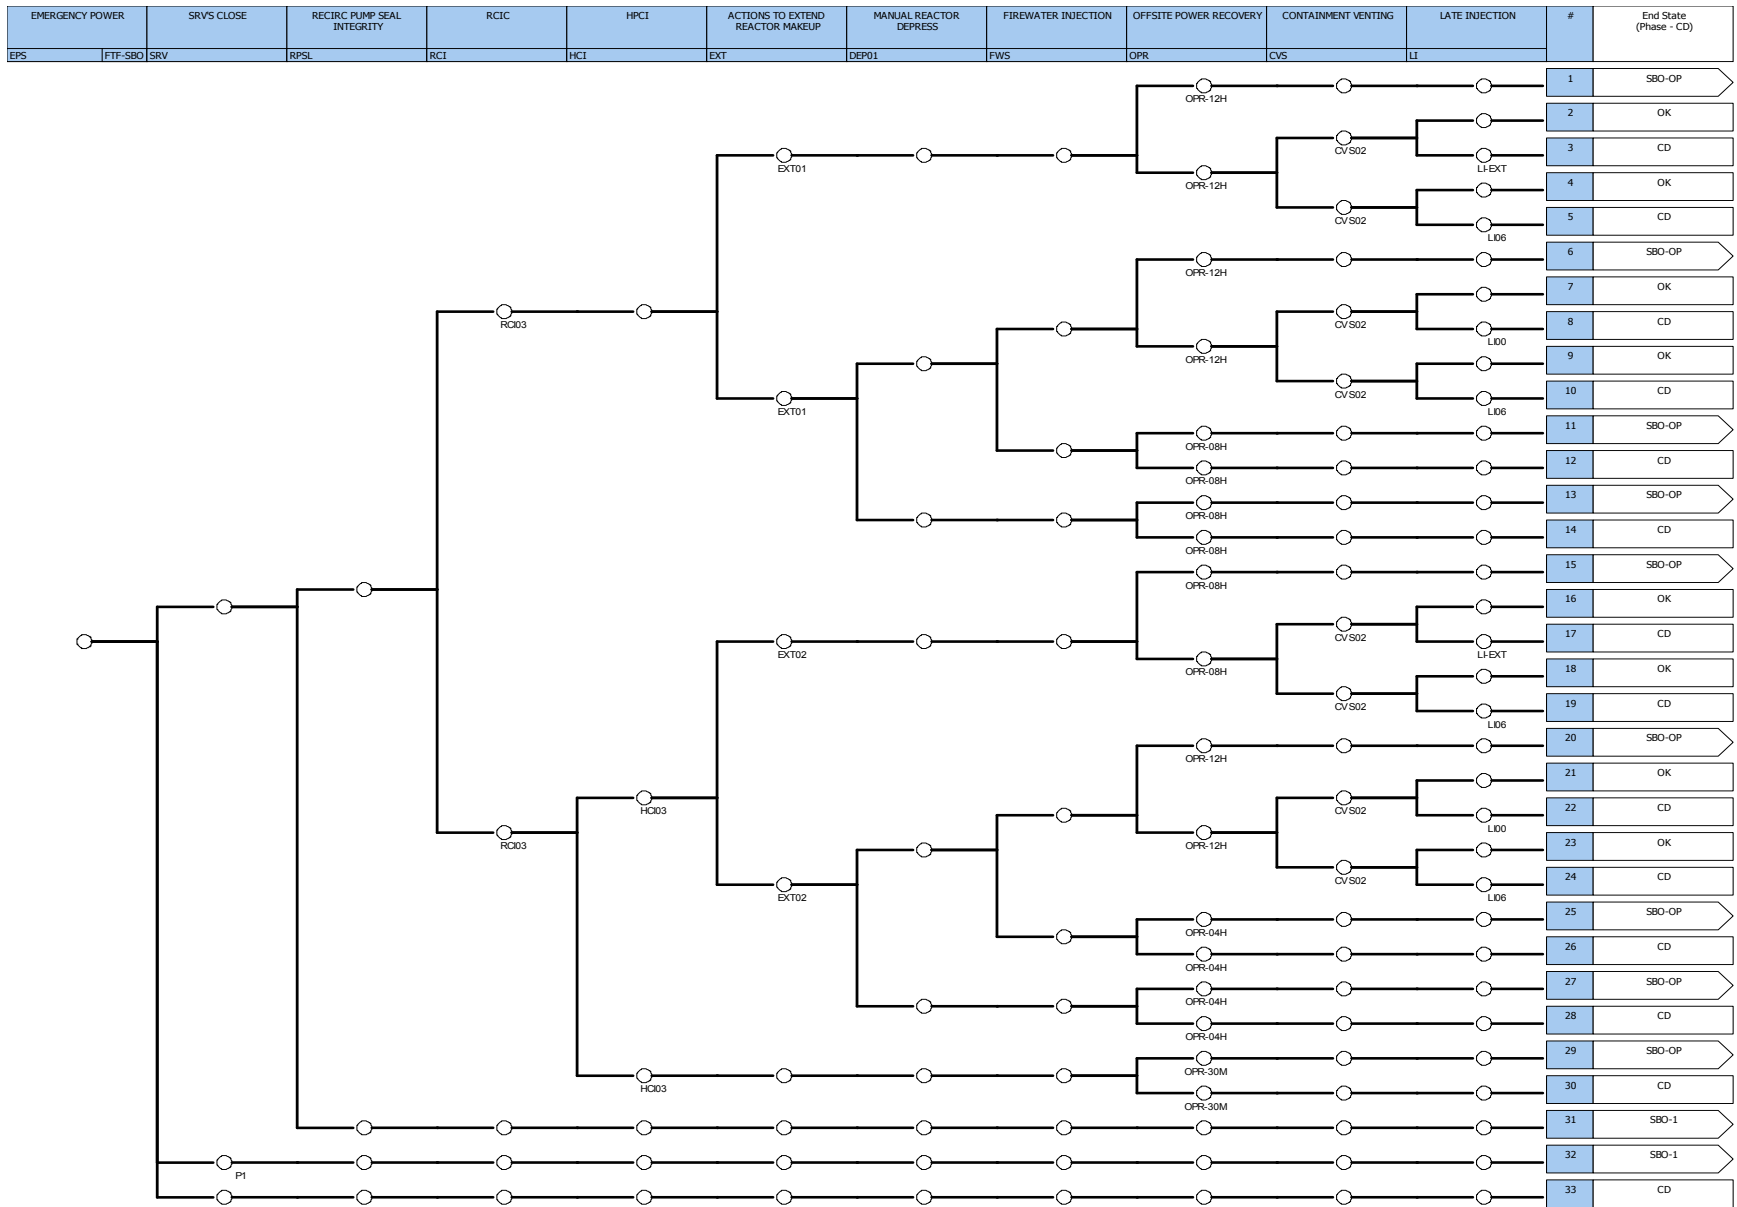 EMERGENCY POWER
SRV'S CLOSE
RECIRC PUMP SEAL
INTEGRITY
RCIC
HPCI
ACTIONS TO EXTEND
REACTOR MAKEUP
MANUAL REACTOR
DEPRESS
FIREWATER INJECTION
OFFSITE POWER RECOVERY
CONTAINMENT VENTING
LATE INJECTION
#
End State
(Phase - CD)
EPS
FTF-SBO
SRV
RPSL
RCI
HCI
EXT
DEP01
FWS
OPR
CVS
LI
1 SBO-OP
OPR-12H
2 OK
CVS02
3 CD
EXT01
LI-EXT
OPR-12H
4 OK
CVS02
5 CD
LI06
6 SBO-OP
OPR-12H
7 OK
RCI03
CVS02
8 CD
LI00
OPR-12H
9 OK
CVS02
10 CD
EXT01
LI06
11 SBO-OP
OPR-08H
12 CD
OPR-08H
13 SBO-OP
OPR-08H
14 CD
OPR-08H
15 SBO-OP
OPR-08H
16 OK
CVS02
17 CD
EXT02
LI-EXT
OPR-08H
18 OK
CVS02
19 CD
LI06
20 SBO-OP
OPR-12H
21 OK
HCI03
CVS02
22 CD
LI00
RCI03
OPR-12H
23 OK
CVS02
24 CD
EXT02
LI06
25 SBO-OP
OPR-04H
26 CD
OPR-04H
27 SBO-OP
OPR-04H
28 CD
OPR-04H
29 SBO-OP
OPR-30M
HCI03
30 CD
OPR-30M
31 SBO-1
32 SBO-1
P1
33 CD